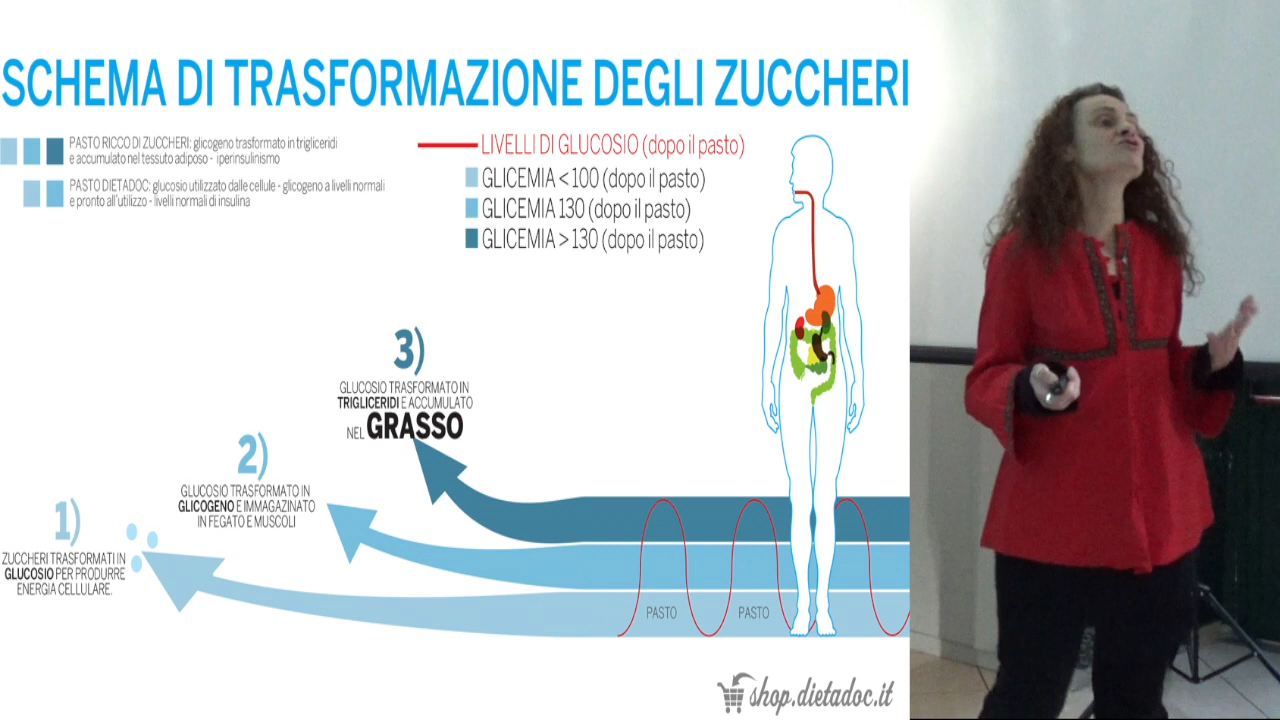 SCHEMA DI TRASFORMAZIONE DEGLI ZUCCHERI
PASTO RICCO DI ZUCCHERI: glicogeno trasformato in trigliceridi
e accumulato nel tessuto adiposo - iperinsulinismo
PASTO DIETADOC: glucosio utilizzato dalle cellule - glicogeno a livelli normali
e pronto all'utilizzo - livelli normali di insulina
LIVELLI DI GLUCOSIO (dopo il pasto)
GLICEMIA < 100 (dopo il pasto)
GLICEMIA 130 (dopo il pasto)
GLICEMIA > 130 (dopo il pasto)
3)
GLUCOSIO TRASFORMATO IN
TRIGLICERIDI E ACCUMULATO
NEL GRASSO
2)
GLUCOSIO TRASFORMATO IN
GLICOGENO E IMMAGAZINATO
IN FEGATO E MUSCOLI
1)
ZUCCHERI TRASFORMATI IN
GLUCOSIO PER PRODURRE
ENERGIA CELLULARE.
PASTO
PASTO
shop.dietadoc.it